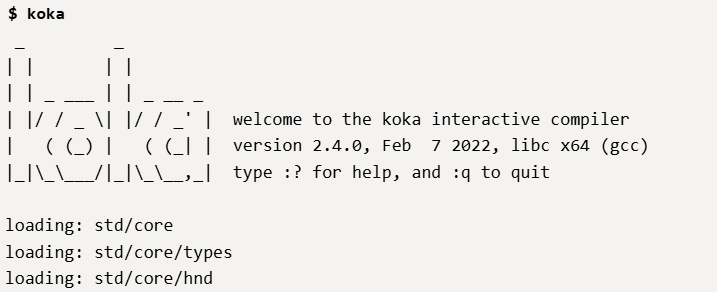 $ koka
 _         _
| |       | |
| | _ ___ | | _ __ _
| |/ / _ \| |/ / _' |  welcome to the koka interactive compiler
|   ( (_) |   ( (_| |  version 2.4.0, Feb  7 2022, libc x64 (gcc)
|_|\_\___/|_|\_\__,_|  type :? for help, and :q to quit
loading: std/core
loading: std/core/types
loading: std/core/hnd